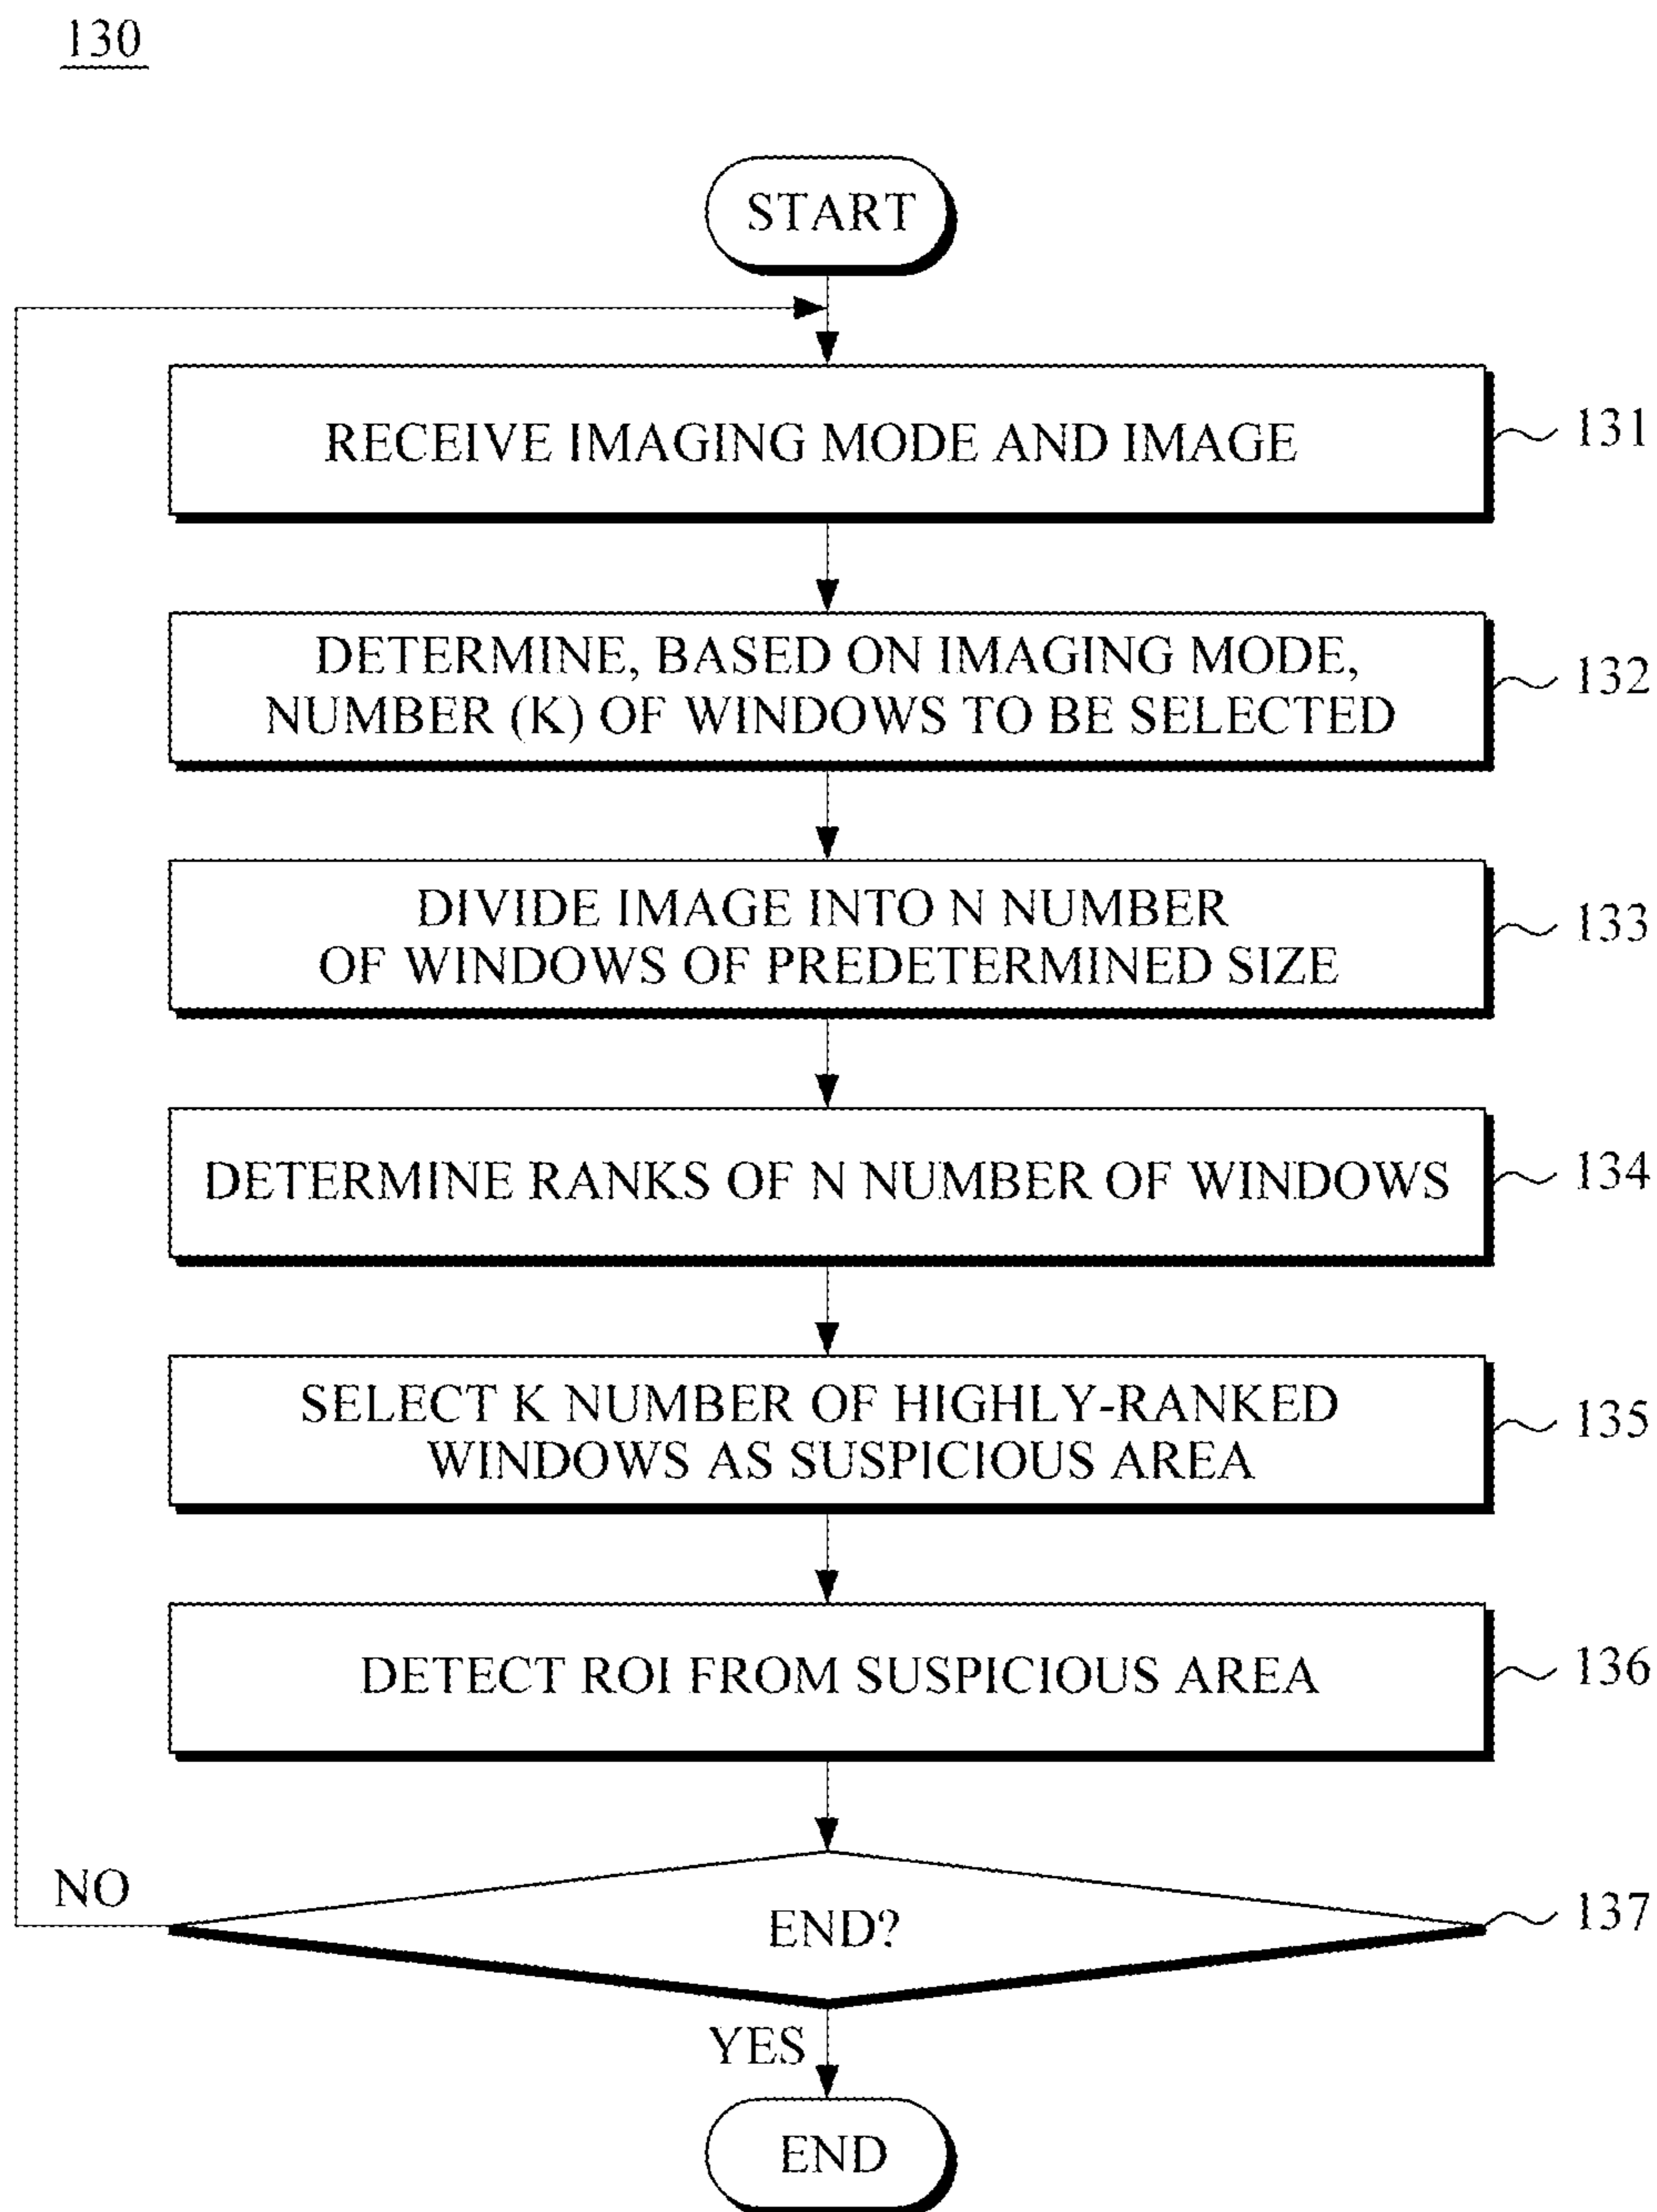 130
START
RECEIVE IMAGING MODE AND IMAGE
131
DETERMINE, BASED ON IMAGING MODE,
NUMBER (K) OF WINDOWS TO BE SELECTED
132
DIVIDE IMAGE INTO N NUMBER
OF WINDOWS OF PREDETERMINED SIZE
133
DETERMINE RANKS OF N NUMBER OF WINDOWS
134
SELECT K NUMBER OF HIGHLY-RANKED
WINDOWS AS SUSPICIOUS AREA
135
DETECT ROI FROM SUSPICIOUS AREA
136
NO
END?
137
YES
END